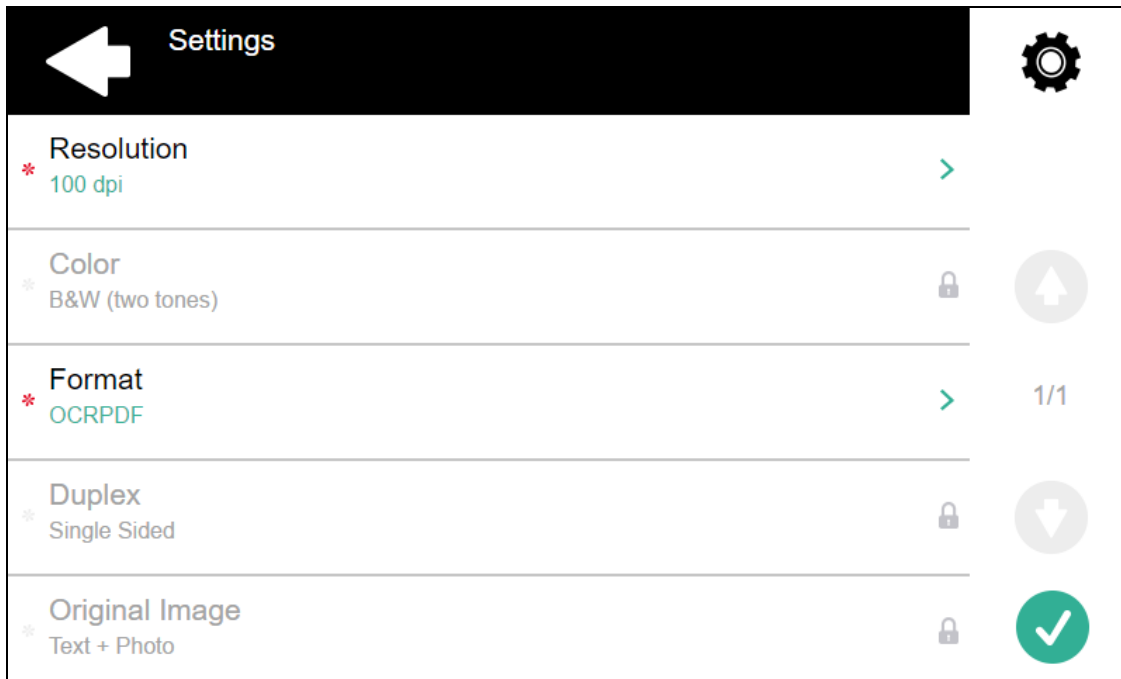 Settings
Resolution
100 dpi
Color
B&W (two tones)
Format
OCRPDF
1/1
Duplex
Single Sided
Original Image
Text + Photo